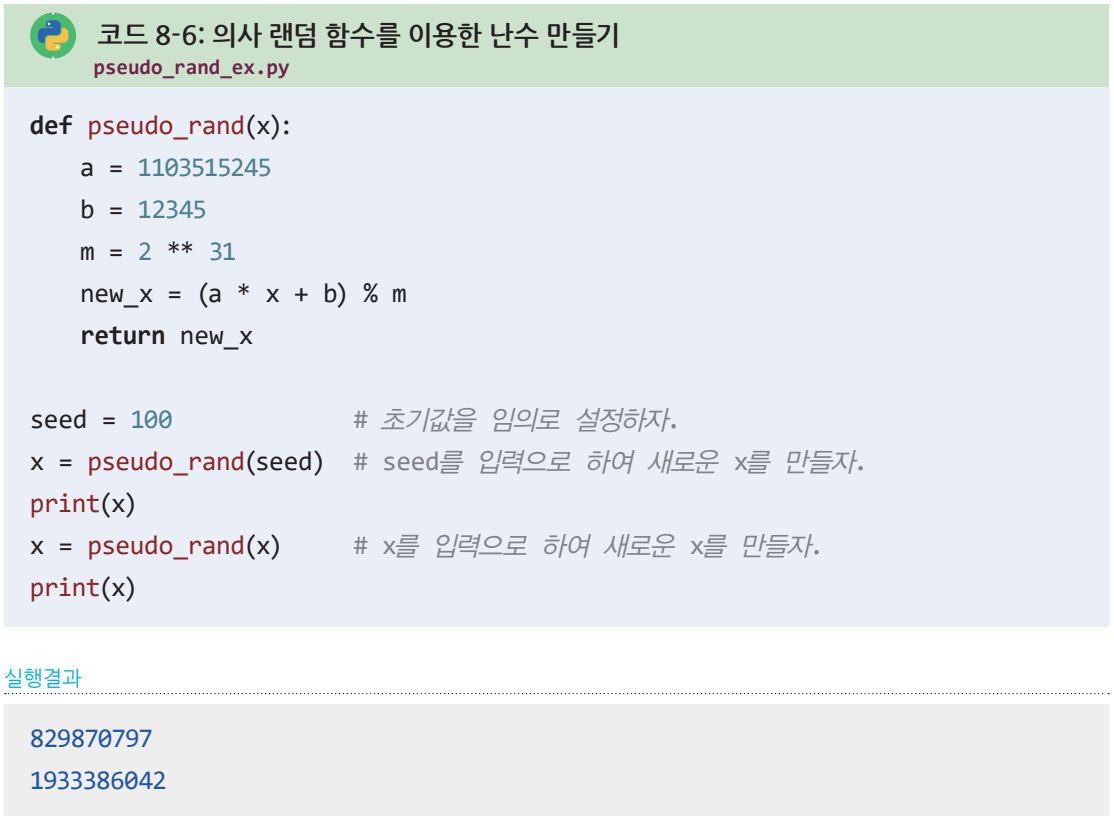 코드 8-6: 의사 랜덤 함수를 이용한 난수 만들기
pseudo_rand_ex.py
def pseudo_rand(x):
    a = 1103515245
    b = 12345
    m = 2 ** 31
    new_x = (a * x + b) % m
    return new_x
seed = 100 # 초기값을 임의로 설정하자.
x = pseudo_rand(seed) # seed를 입력으로 하여 새로운 x를 만들자.
print(x)
x = pseudo_rand(x) # x를 입력으로 하여 새로운 x를 만들자.
print(x)
실행결과
829870797
1933386042